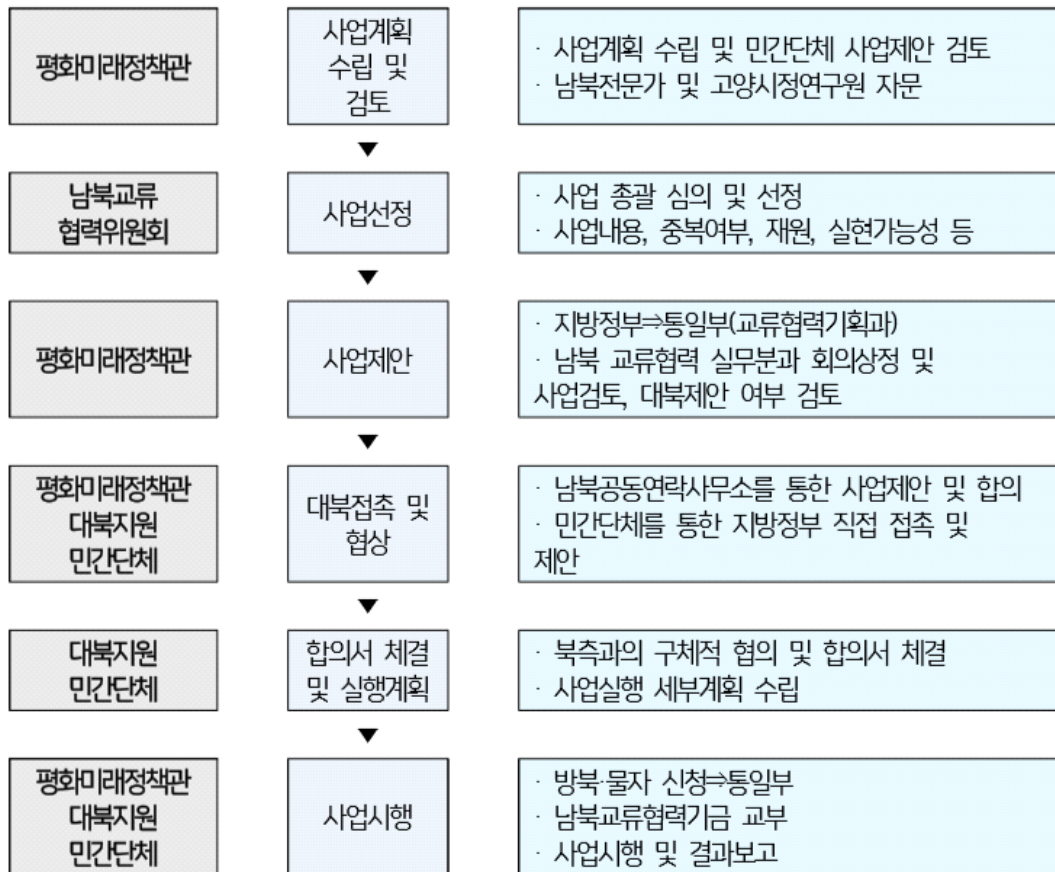 평화미래정책관
사업계획
수립 및
검토
· 사업계획 수립 및 민간단체 사업제안 검토
· 남북전문가 및 고양시정연구원 자문
▼
남북교류
협력위원회
사업선정
· 사업 총괄 심의 및 선정
· 사업내용, 중복여부, 재원, 실현가능성 등
▼
평화미래정책관
사업제안
· 지방정부⇒통일부(교류협력기획과)
· 남북 교류협력 실무분과 회의상정 및
사업검토, 대북제안 여부 검토
▼
평화미래정책관
대북지원
민간단체
대북접촉 및
협상
· 남북공동연락사무소를 통한 사업제안 및 합의
· 민간단체를 통한 지방정부 직접 접촉 및
제안
▼
대북지원
민간단체
합의서 체결
및 실행계획
· 북측과의 구체적 협의 및 합의서 체결
· 사업실행 세부계획 수립
▼
평화미래정책관
대북지원
민간단체
사업시행
· 방북·물자 신청⇒통일부
· 남북교류협력기금 교부
· 사업시행 및 결과보고